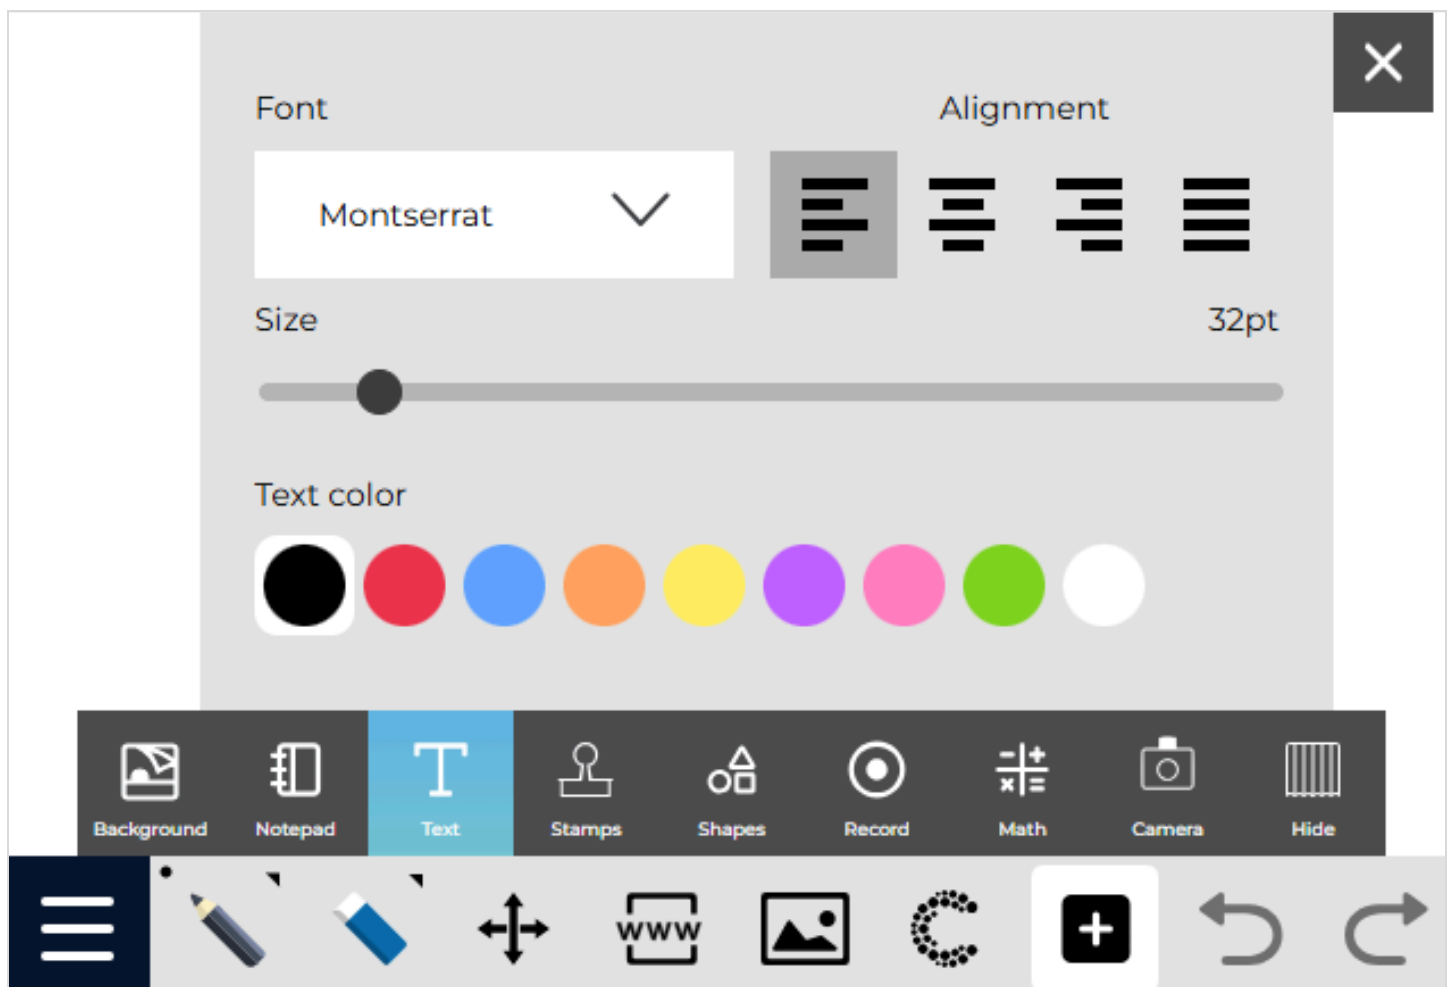 Font
Alignment
Montserrat
Size
32pt
Text color
Background
Notepad
Text
Stamps
Shapes
Record
Math
Camera
Hide
www